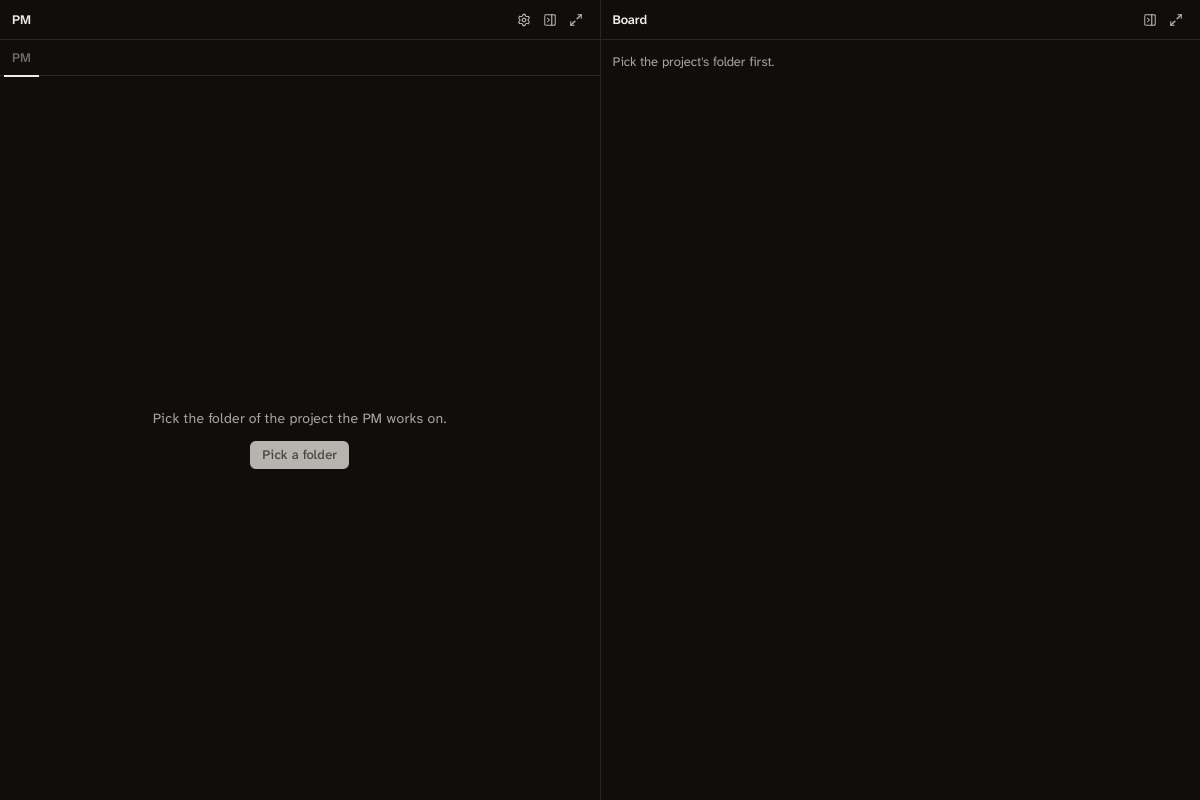 PM
PM
Pick the folder of the project the PM works on.
Pick a folder
Board
Pick the project's folder first.